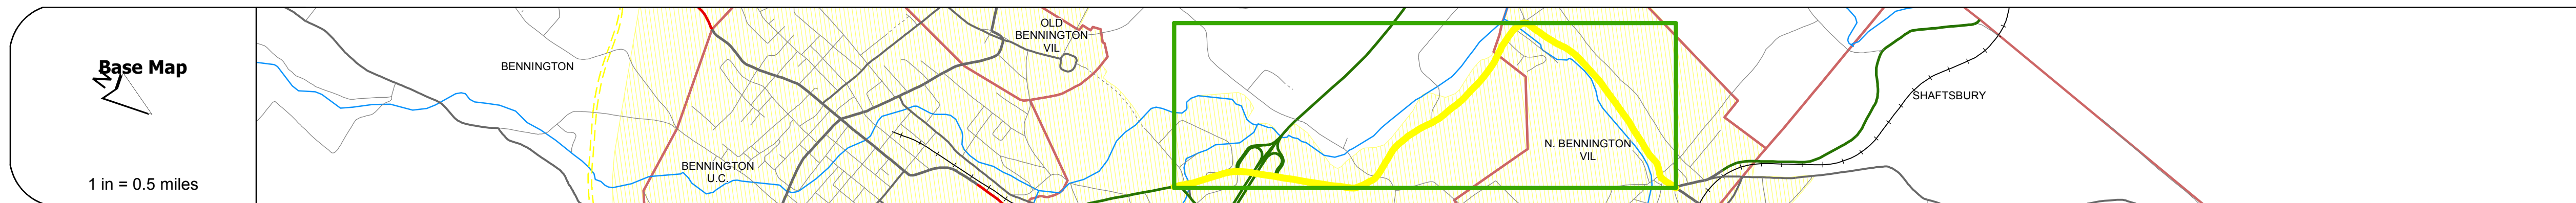 Base Map
N
1 in = 0.5 miles
BENNINGTON
BENNINGTON
U.C.
OLD
BENNINGTON
VIL
N. BENNINGTON
VIL
SHAFTSBURY